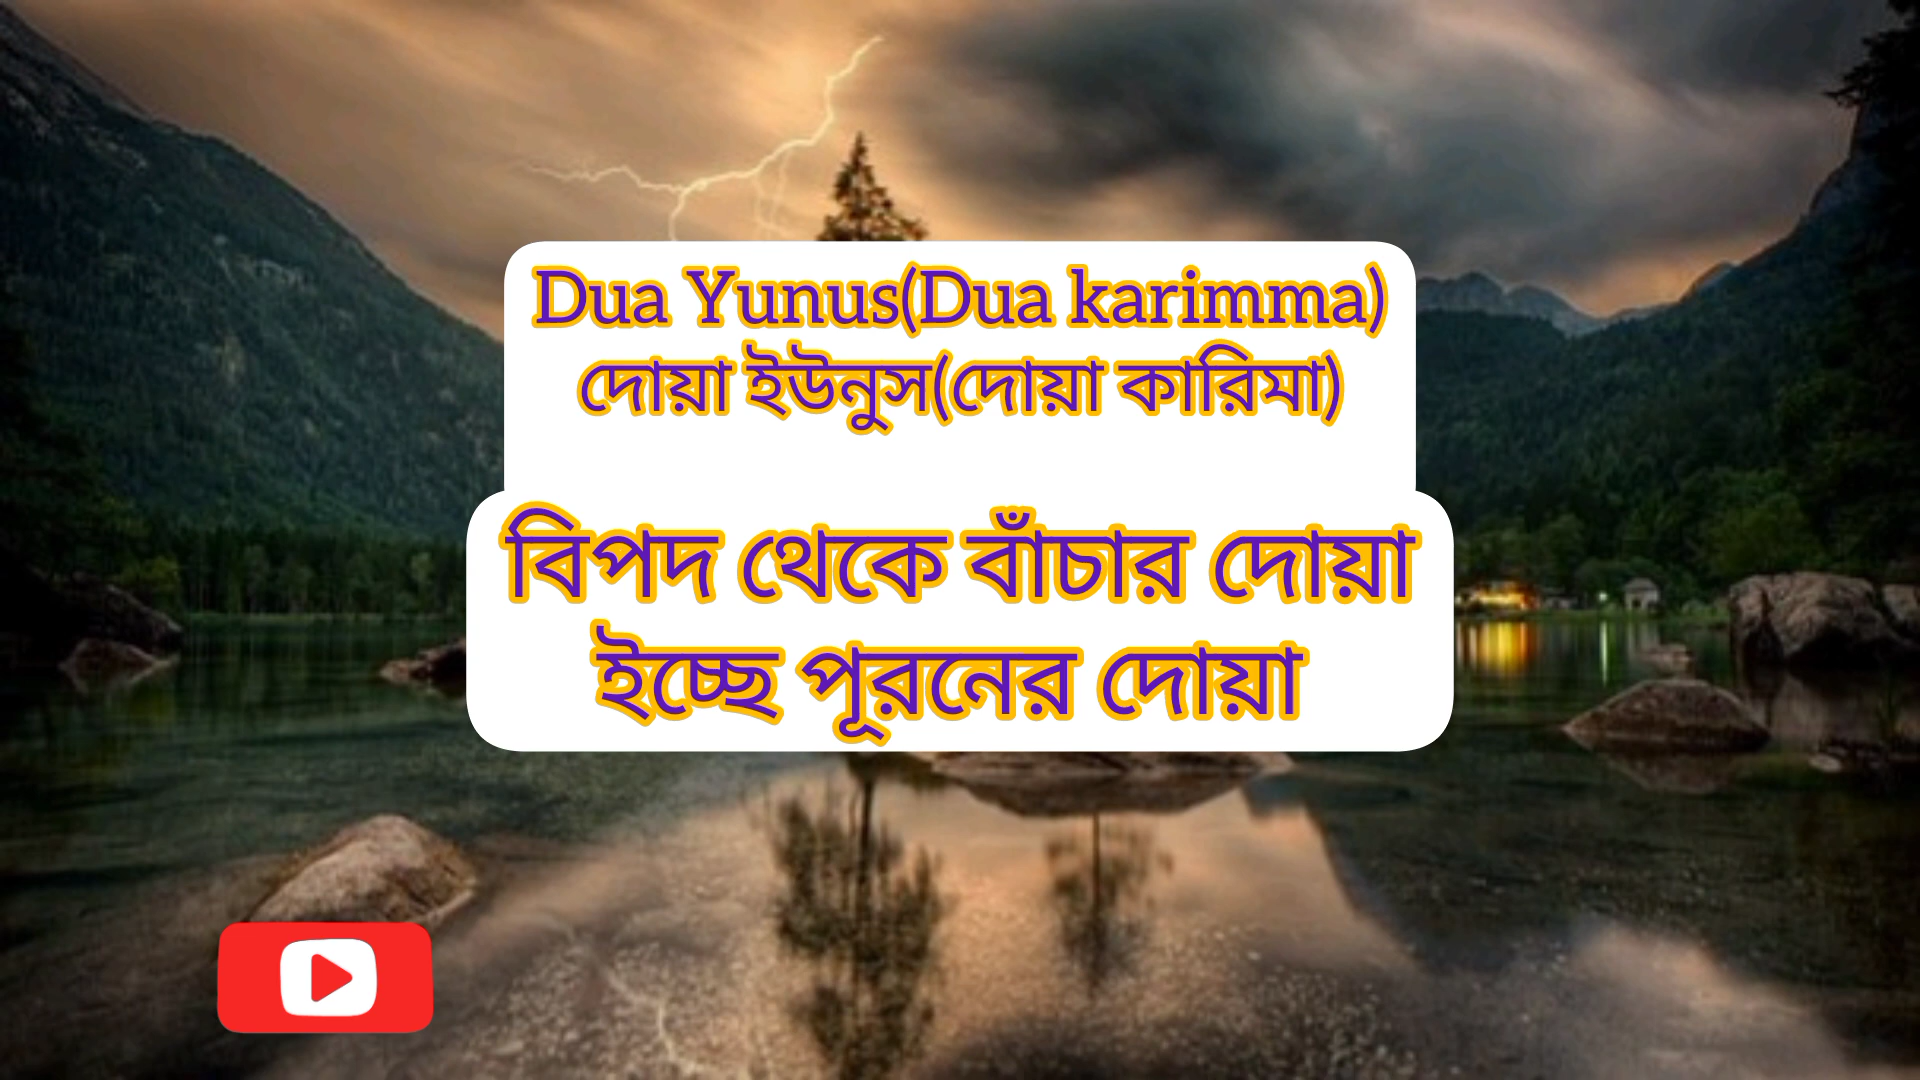 Dua Yunus(Dua karimma)
দোয়া ইউনুস(দোয়া কারিমা)
বিপদ থেকে বাঁচার দোয়া
ইচ্ছে পূরনের দোয়া